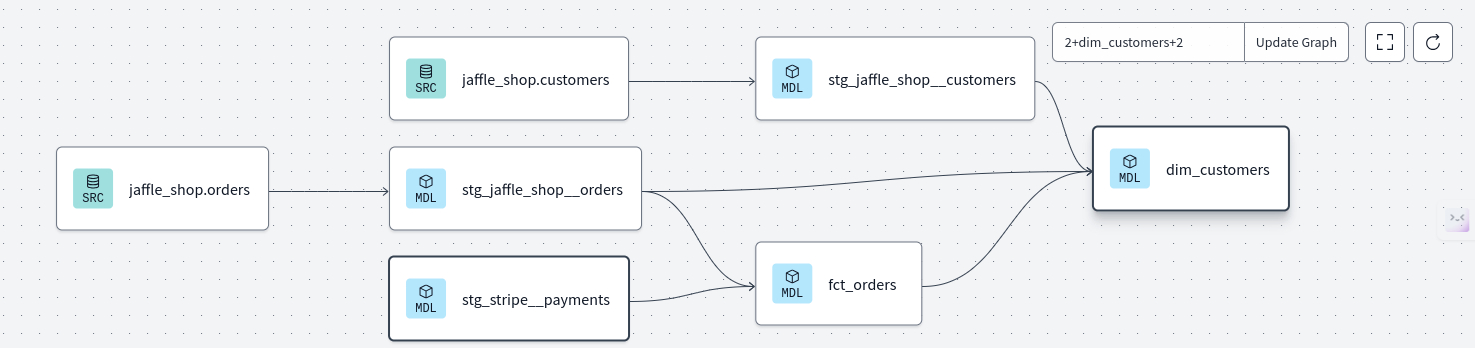 2+dim_customers+2
Update Graph
SRC
jaffle_shop.customers
MDL
stg_jaffle_shop__customers
MDL
dim_customers
SRC
jaffle_shop.orders
MDL
stg_jaffle_shop__orders
MDL
stg_stripe__payments
MDL
fct_orders